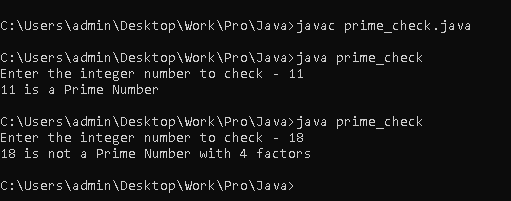 C:\Users\admin\Desktop\Work\Pro\Java>javac prime_check.java
C:\Users\admin\Desktop\Work\Pro\Java>java prime_check
Enter the integer number to check - 11
11 is a Prime Number
C:\Users\admin\Desktop\Work\Pro\Java>java prime_check
Enter the integer number to check - 18
18 is not a Prime Number with 4 factors
C:\Users\admin\Desktop\Work\Pro\Java>